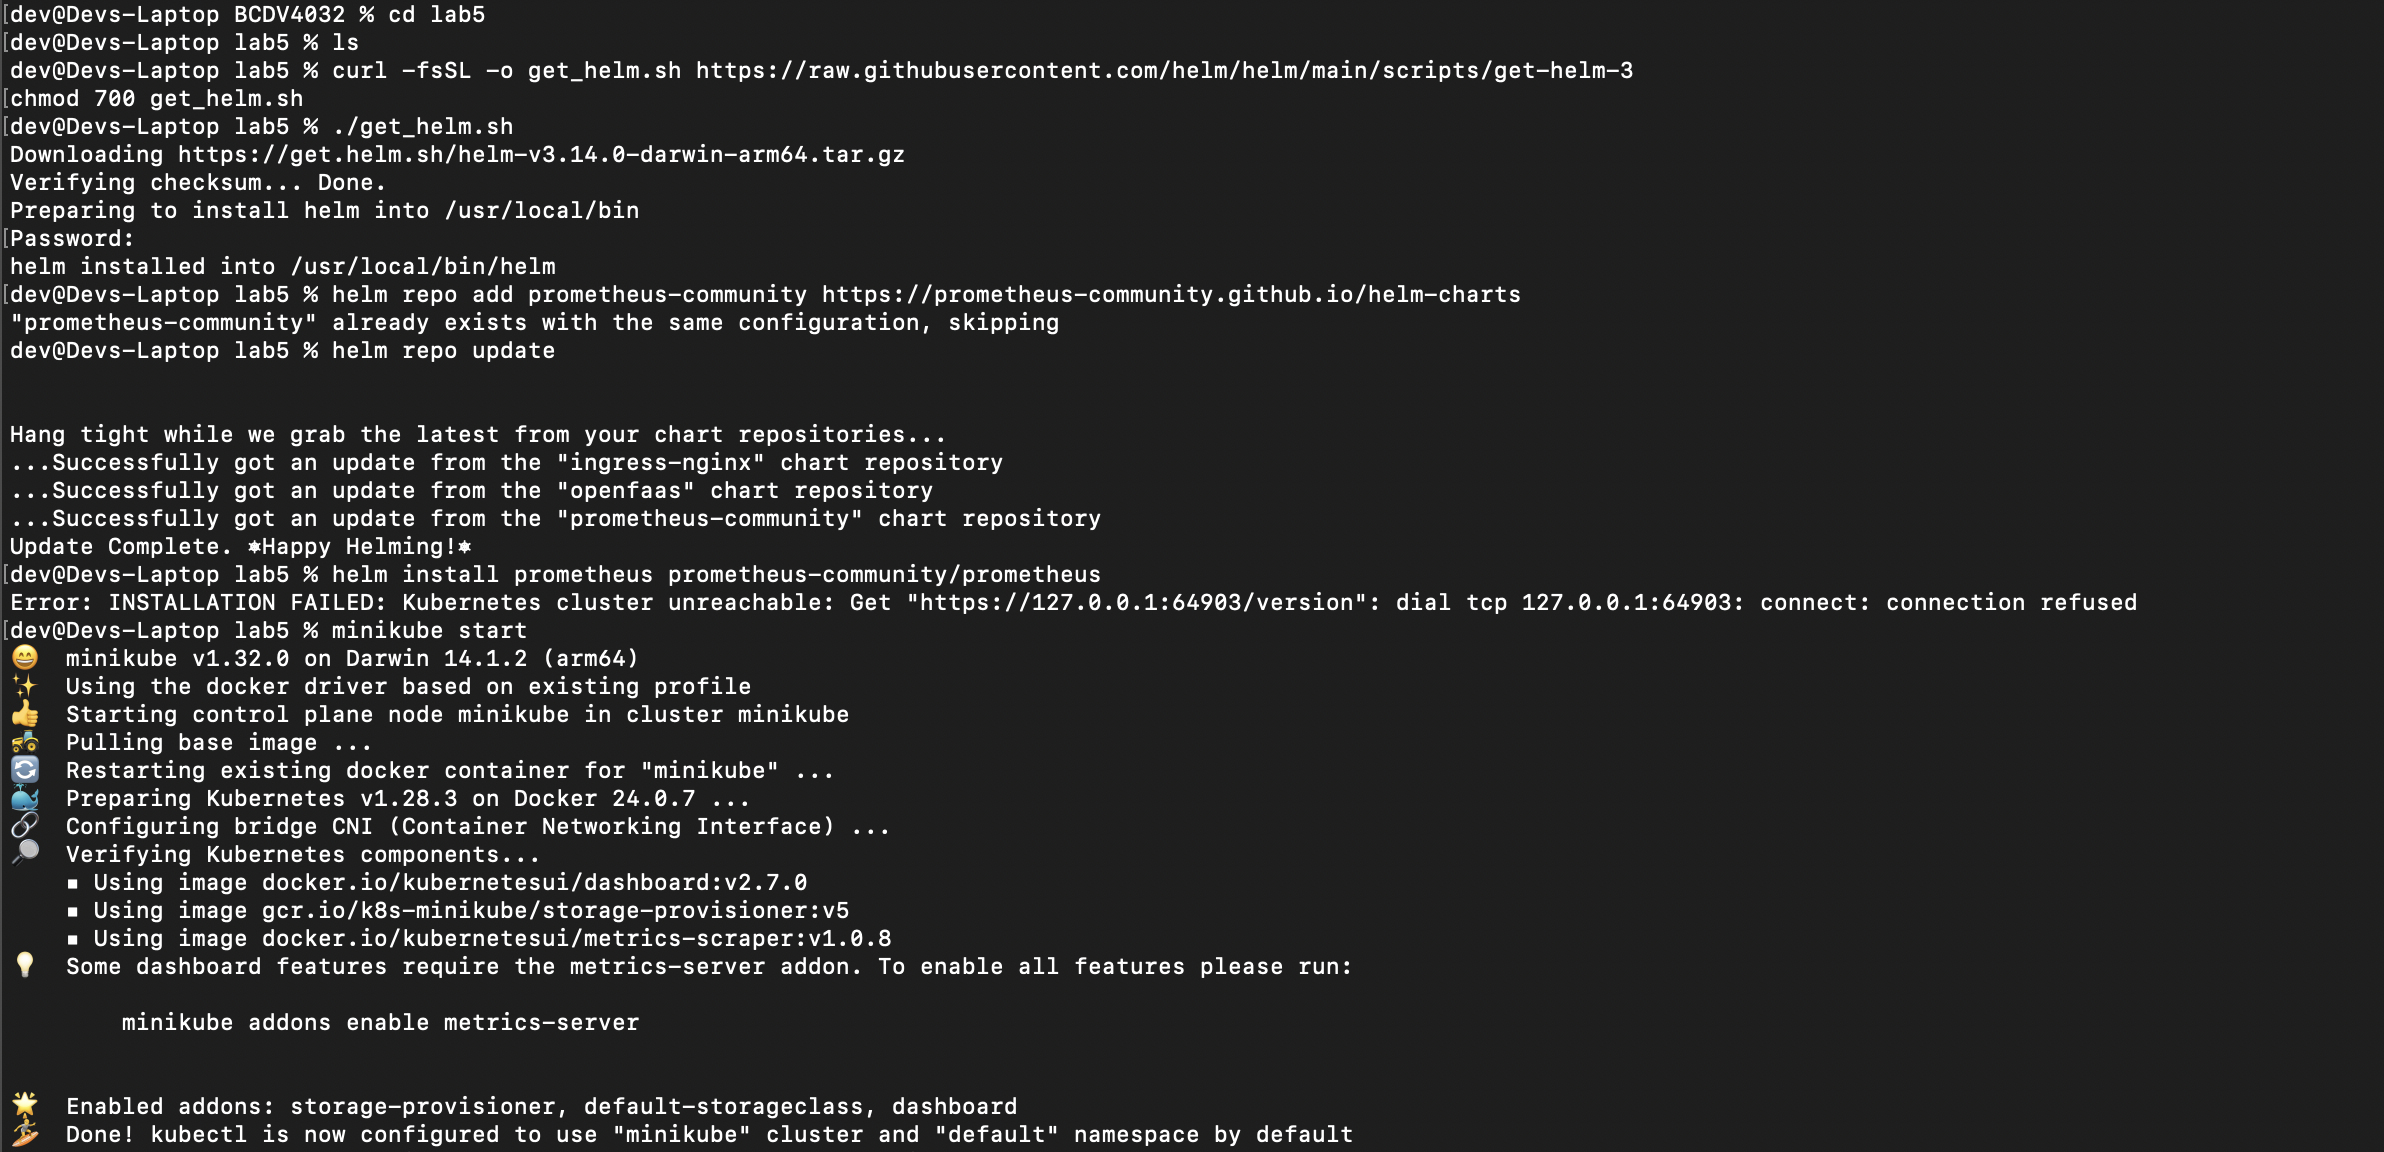 [dev@Devs-Laptop BCDV4032 % cd lab5
[dev@Devs-Laptop lab5 % ls
dev@Devs-Laptop lab5 % curl -fsSL -o get_helm.sh https://raw.githubusercontent.com/helm/helm/main/scripts/get-helm-3
[chmod 700 get_helm.sh
[dev@Devs-Laptop lab5 % ./get_helm.sh
Downloading https://get.helm.sh/helm-v3.14.0-darwin-arm64.tar.gz
Verifying checksum... Done.
Preparing to install helm into /usr/local/bin
[Password:
helm installed into /usr/local/bin/helm
[dev@Devs-Laptop lab5 % helm repo add prometheus-community https://prometheus-community.github.io/helm-charts
"prometheus-community" already exists with the same configuration, skipping
dev@Devs-Laptop lab5 % helm repo update
Hang tight while we grab the latest from your chart repositories...
...Successfully got an update from the "ingress-nginx" chart repository
...Successfully got an update from the "openfaas" chart repository
...Successfully got an update from the "prometheus-community" chart repository
Update Complete. ⎈Happy Helming!⎈
[dev@Devs-Laptop lab5 % helm install prometheus prometheus-community/prometheus
Error: INSTALLATION FAILED: Kubernetes cluster unreachable: Get "https://127.0.0.1:64903/version": dial tcp 127.0.0.1:64903: connect: connection refused
[dev@Devs-Laptop lab5 % minikube start
😄 minikube v1.32.0 on Darwin 14.1.2 (arm64)
✨ Using the docker driver based on existing profile
👍 Starting control plane node minikube in cluster minikube
🚜 Pulling base image ...
🔄 Restarting existing docker container for "minikube" ...
🐳 Preparing Kubernetes v1.28.3 on Docker 24.0.7 ...
🔗 Configuring bridge CNI (Container Networking Interface) ...
🔎 Verifying Kubernetes components...
▪ Using image docker.io/kubernetesui/dashboard:v2.7.0
▪ Using image gcr.io/k8s-minikube/storage-provisioner:v5
▪ Using image docker.io/kubernetesui/metrics-scraper:v1.0.8
💡 Some dashboard features require the metrics-server addon. To enable all features please run:
minikube addons enable metrics-server
🌟 Enabled addons: storage-provisioner, default-storageclass, dashboard
🏄 Done! kubectl is now configured to use "minikube" cluster and "default" namespace by default